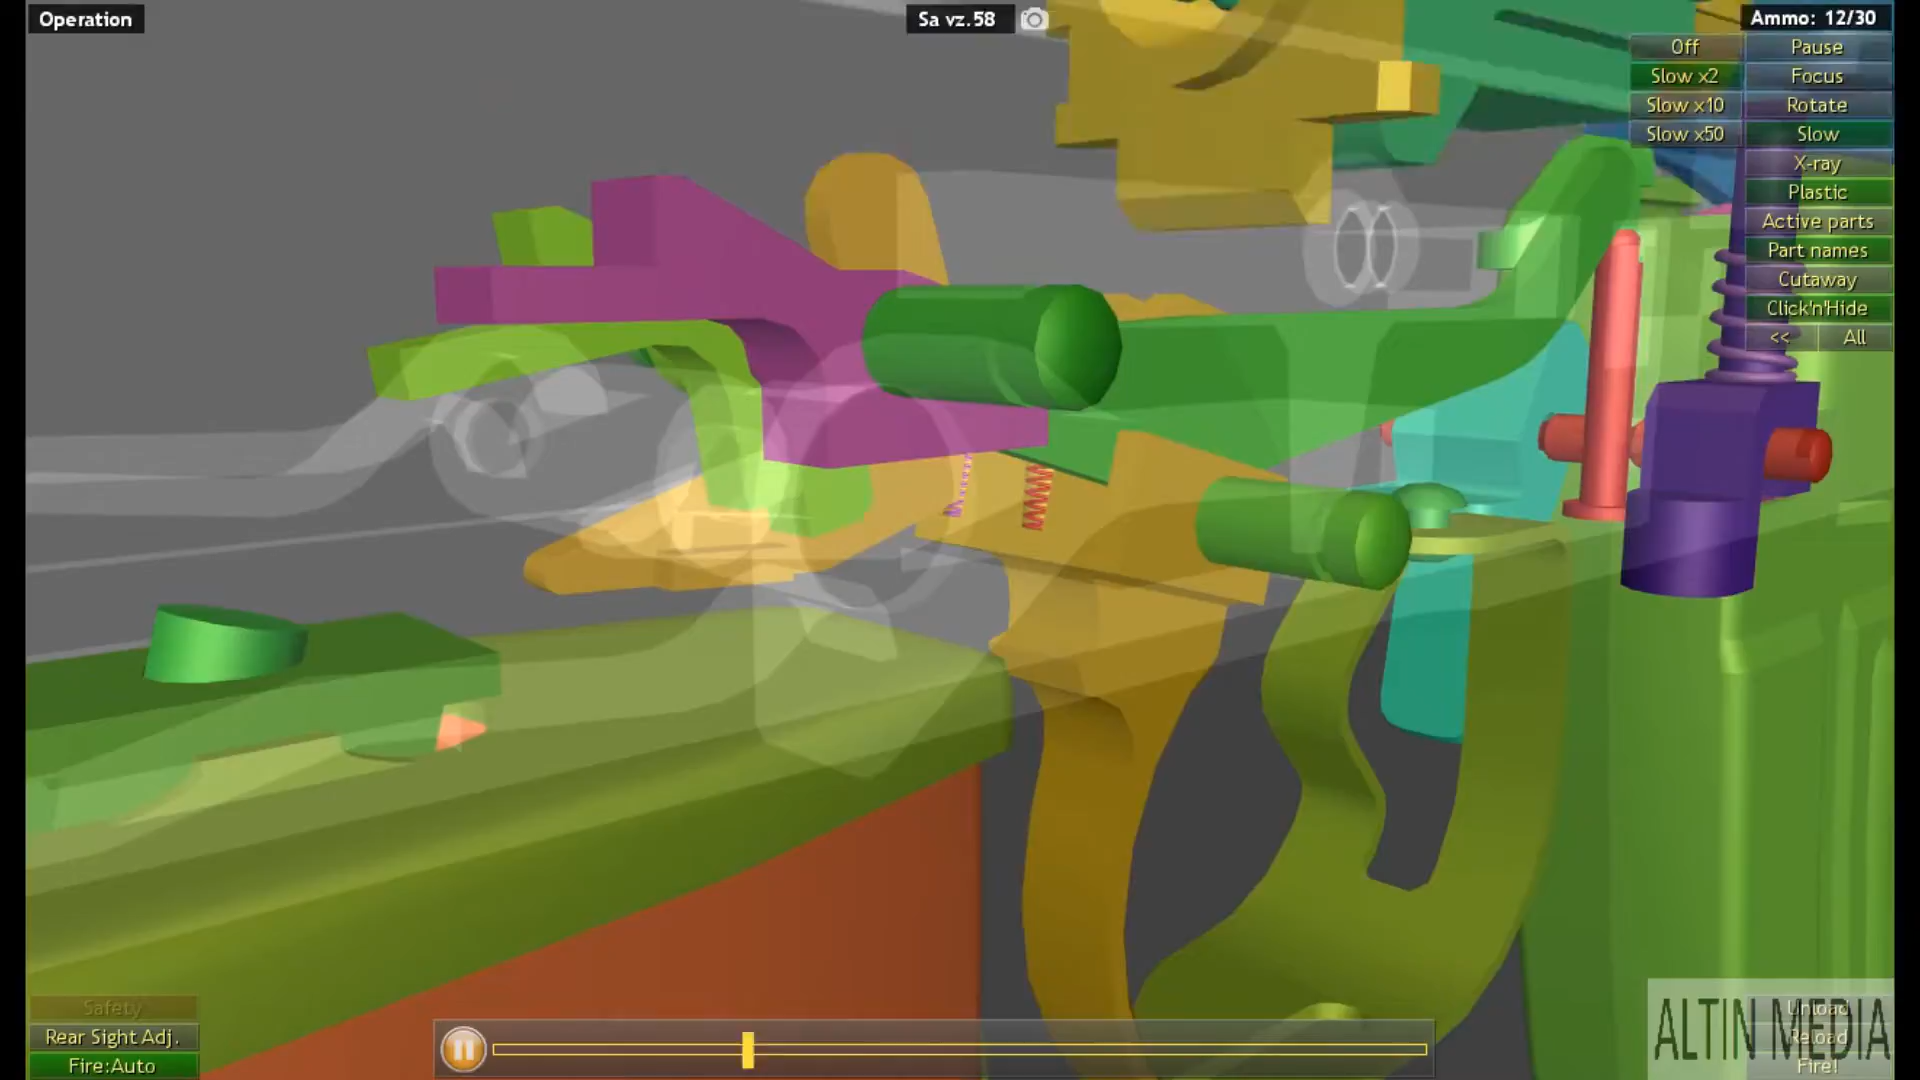 Operation
Sa vz.58
Ammo: 12/30
Off
Pause
Slow x2
Focus
Slow x10
Rotate
Slow x50
Slow
X-ray
Plastic
Active parts
Part names
Cutaway
Click'n'Hide
<< All
Safety
Rear Sight Adj.
Fire:Auto
Unload
Reload
Fire!
ALTIN MEDIA